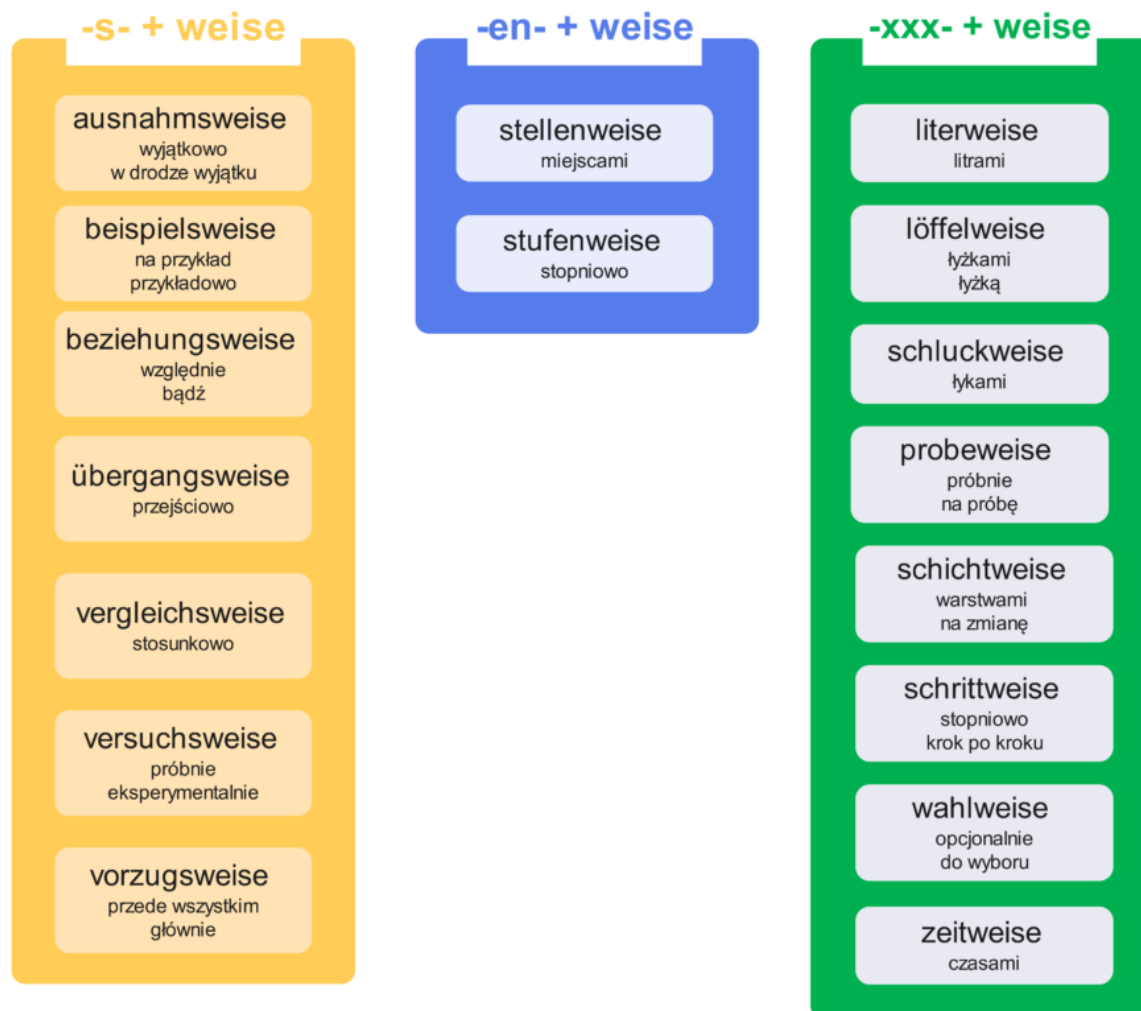 -s- + weise
ausnahmsweise
wyjątkowo
w drodze wyjątku
beispielsweise
na przykład
przykładowo
beziehungsweise
względnie
bądź
übergangsweise
przejściowo
vergleichsweise
stosunkowo
versuchsweise
próbnie
eksperymentalnie
vorzugsweise
przede wszystkim
głównie
-en- + weise
stellenweise
miejscami
stufenweise
stopniowo
-xxx- + weise
literweise
litrami
löffelweise
łyżkami
łyżką
schluckweise
łykami
probeweise
próbnie
na próbę
schichtweise
warstwami
na zmianę
schrittweise
stopniowo
krok po kroku
wahlweise
opcjonalnie
do wyboru
zeitweise
czasami